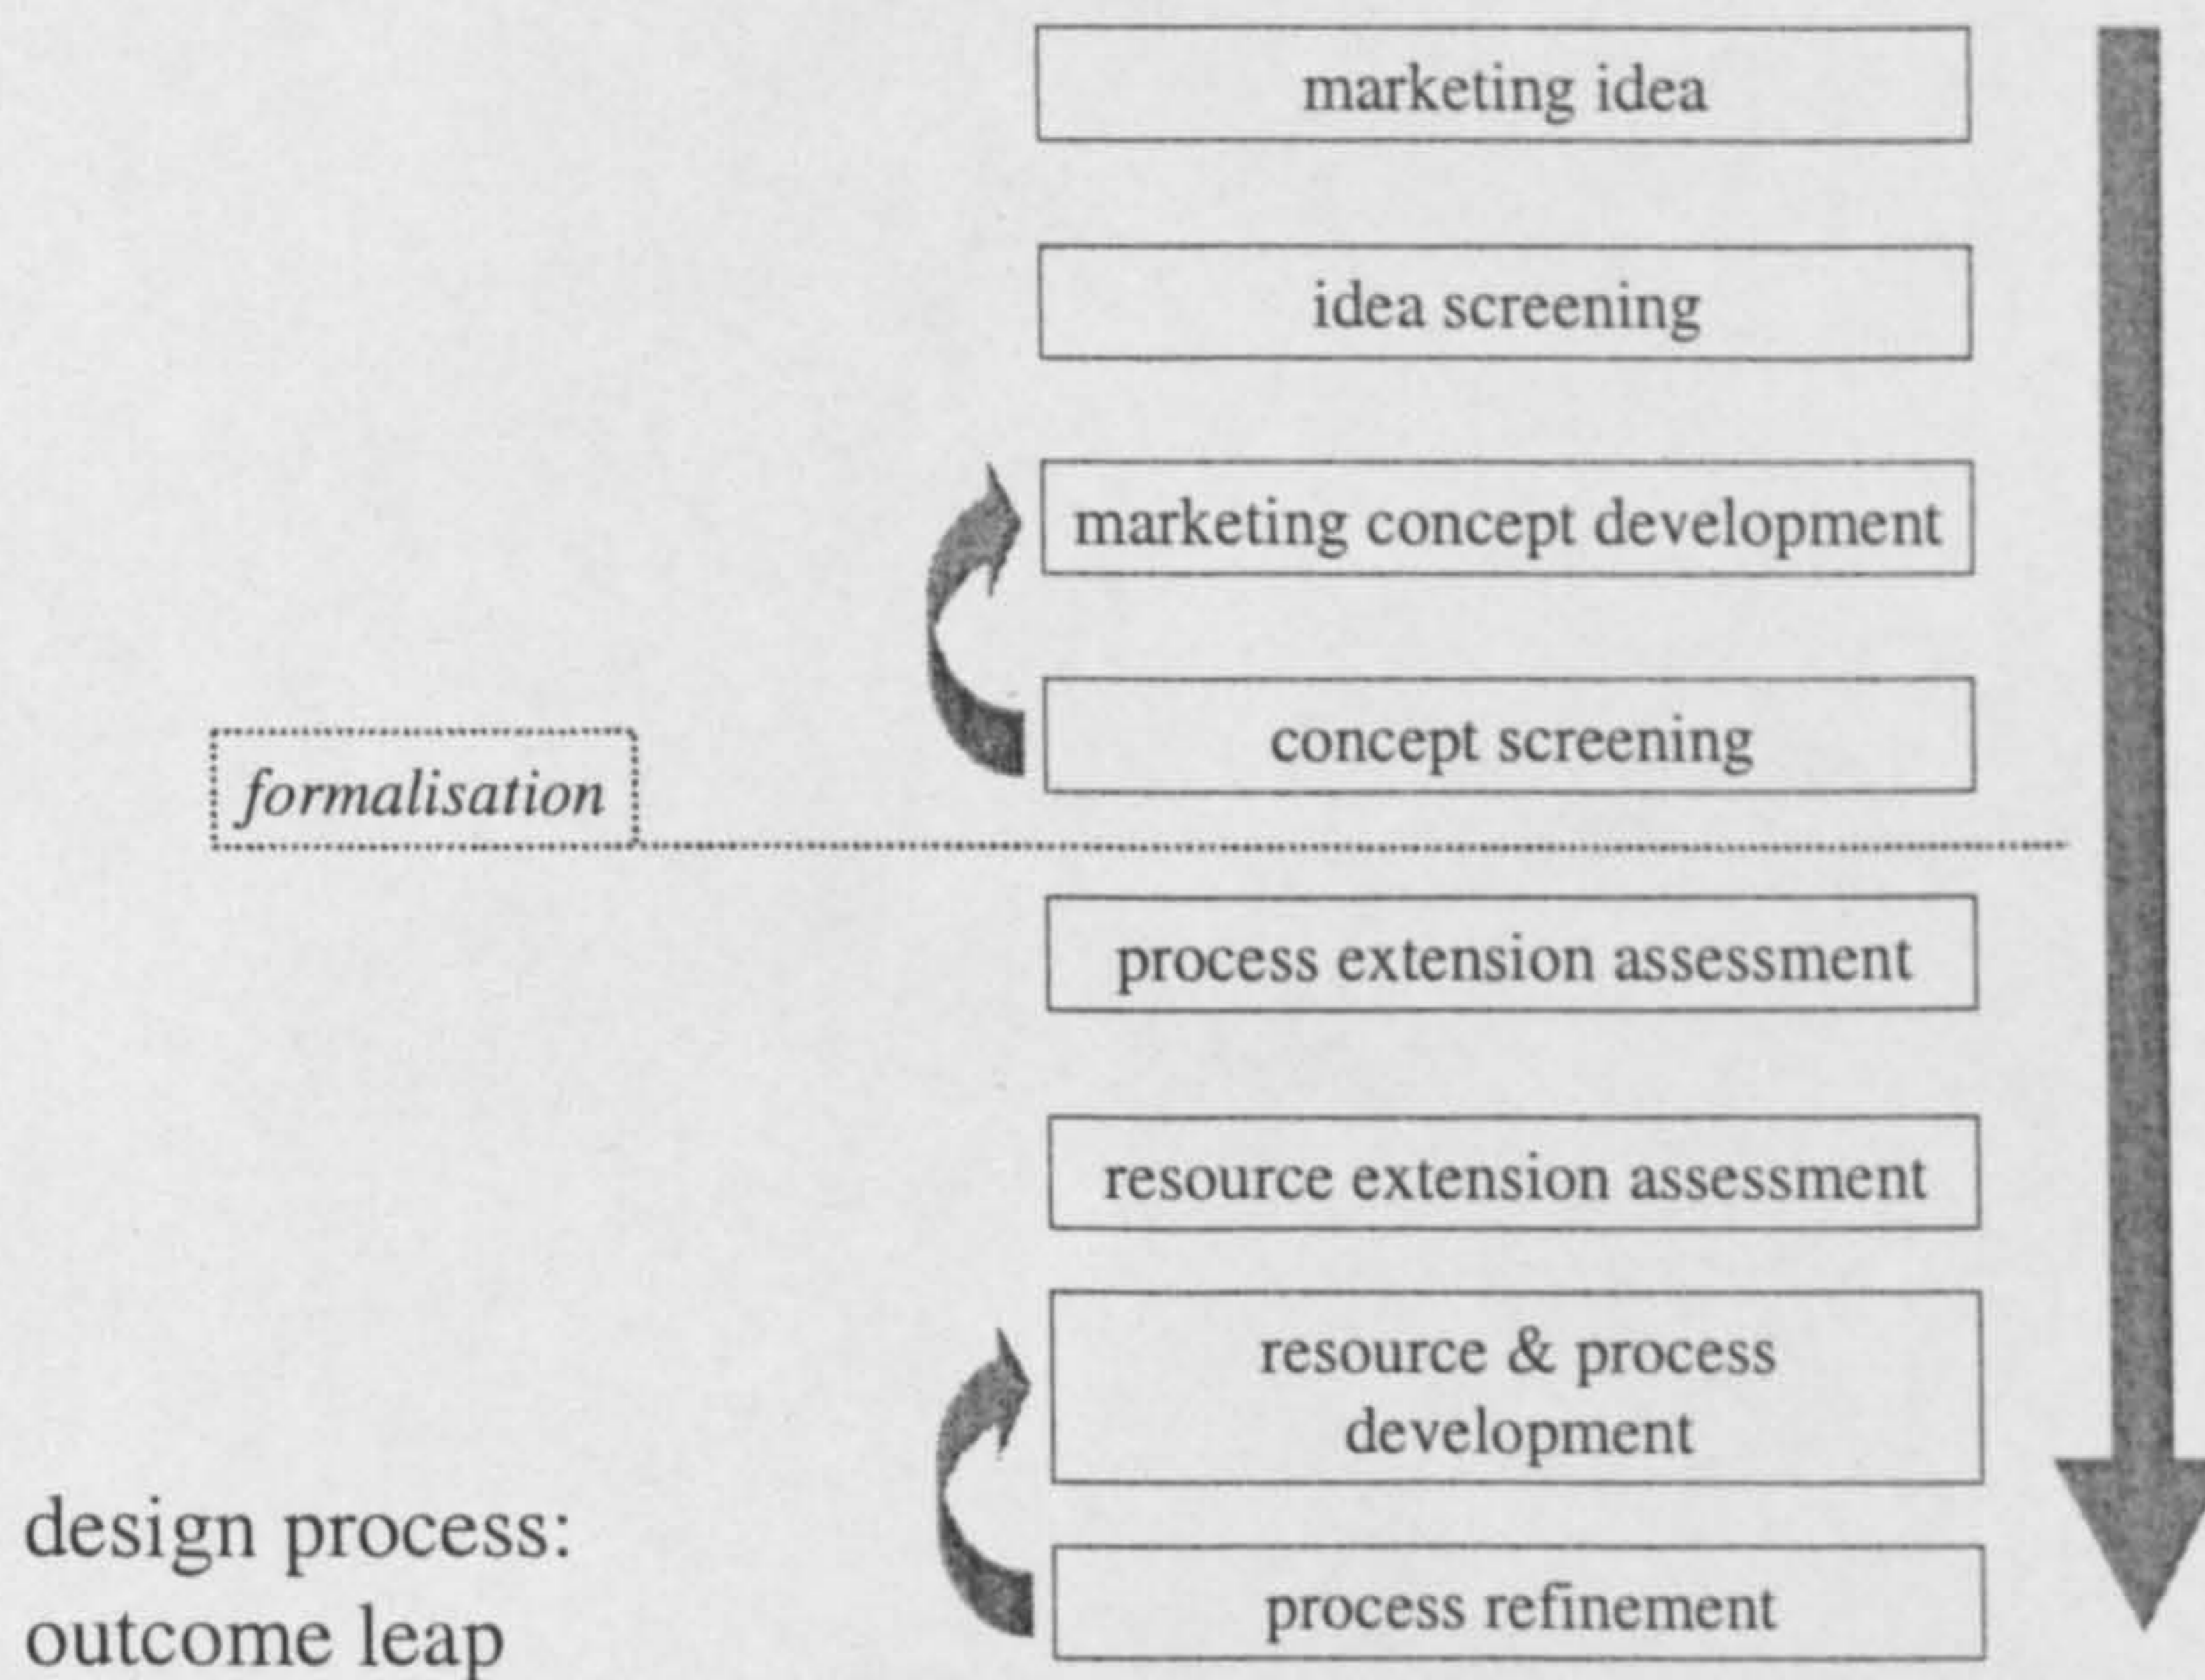 marketing idea
idea screening
marketing concept development
concept screening
formalisation
process extension assessment
resource extension assessment
resource & process
development
process refinement
design process:
outcome leap